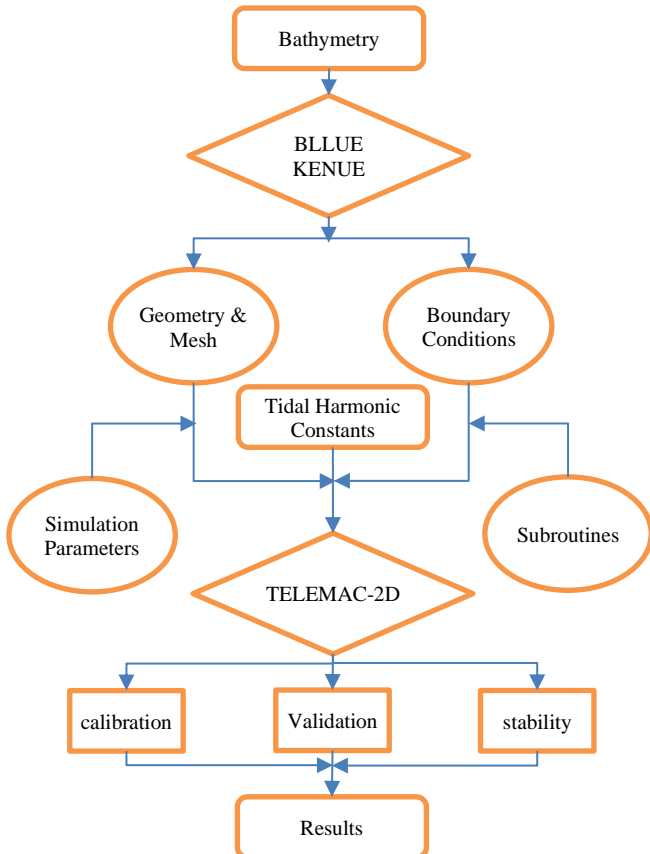 Bathymetry
BLLUE
KENUE
Geometry &
Mesh
Boundary
Conditions
Tidal Harmonic
Constants
Simulation
Parameters
Subroutines
TELEMAC-2D
calibration
Validation
stability
Results